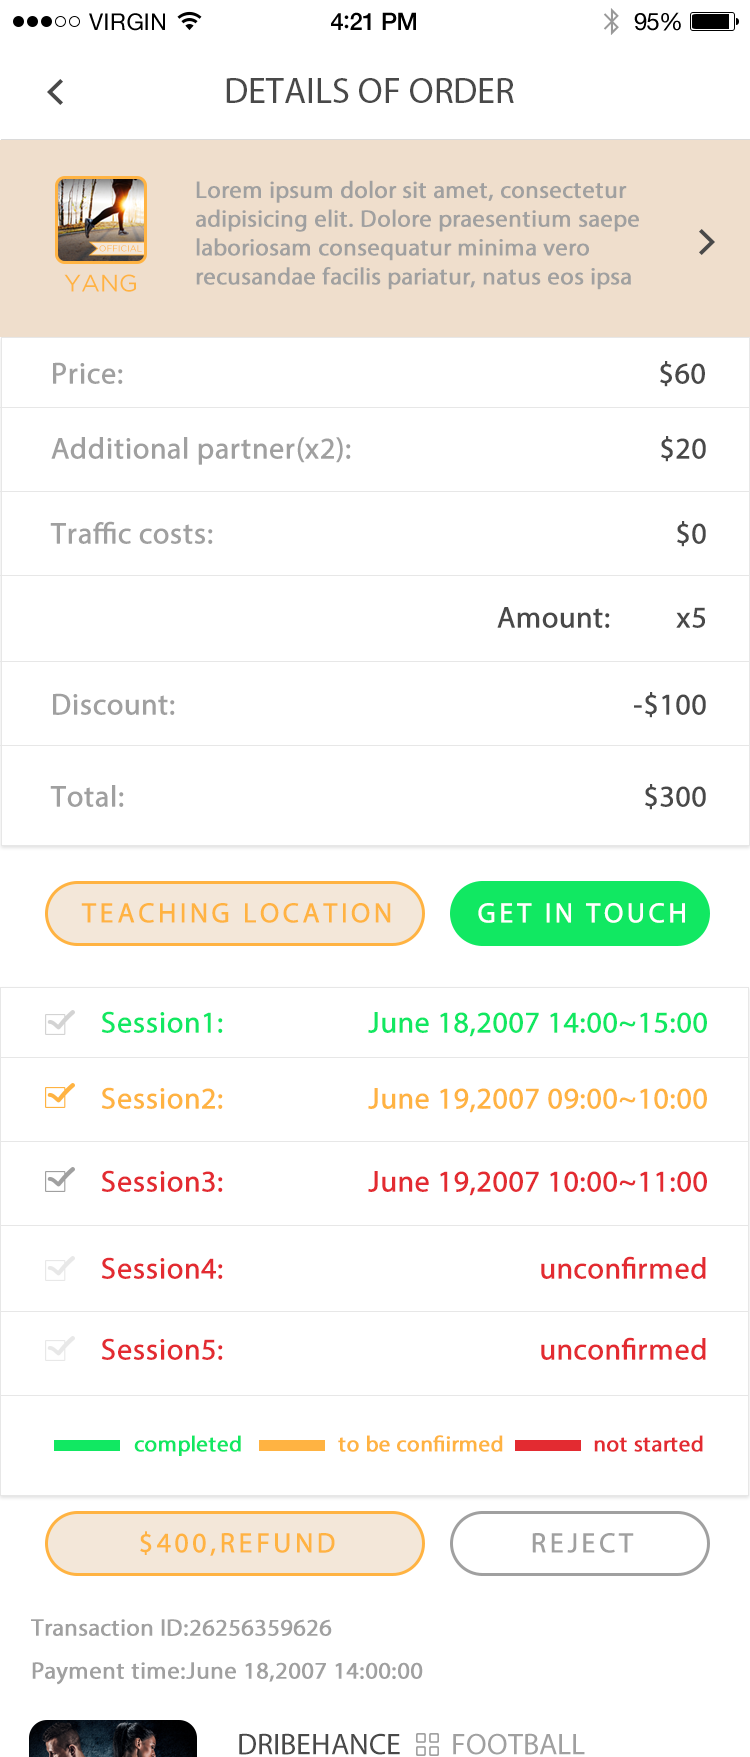 VIRGIN 4:21 PM 95%
DETAILS OF ORDER
Lorem ipsum dolor sit amet, consectetur
adipisicing elit. Dolore praesentium saepe
laboriosam consequatur minima vero
recusandae facilis pariatur, natus eos ipsa
OFFICIAL
YANG
Price: $60
Additional partner(x2): $20
Traffic costs: $0
Amount: x5
Discount: -$100
Total: $300
TEACHING LOCATION GET IN TOUCH
Session1: June 18,2007 14:00~15:00
Session2: June 19,2007 09:00~10:00
Session3: June 19,2007 10:00~11:00
Session4: unconfirmed
Session5: unconfirmed
completed to be confiirmed not started
$400,REFUND REJECT
Transaction ID:26256359626
Payment time:June 18,2007 14:00:00
DRIBEHANCE FOOTBALL